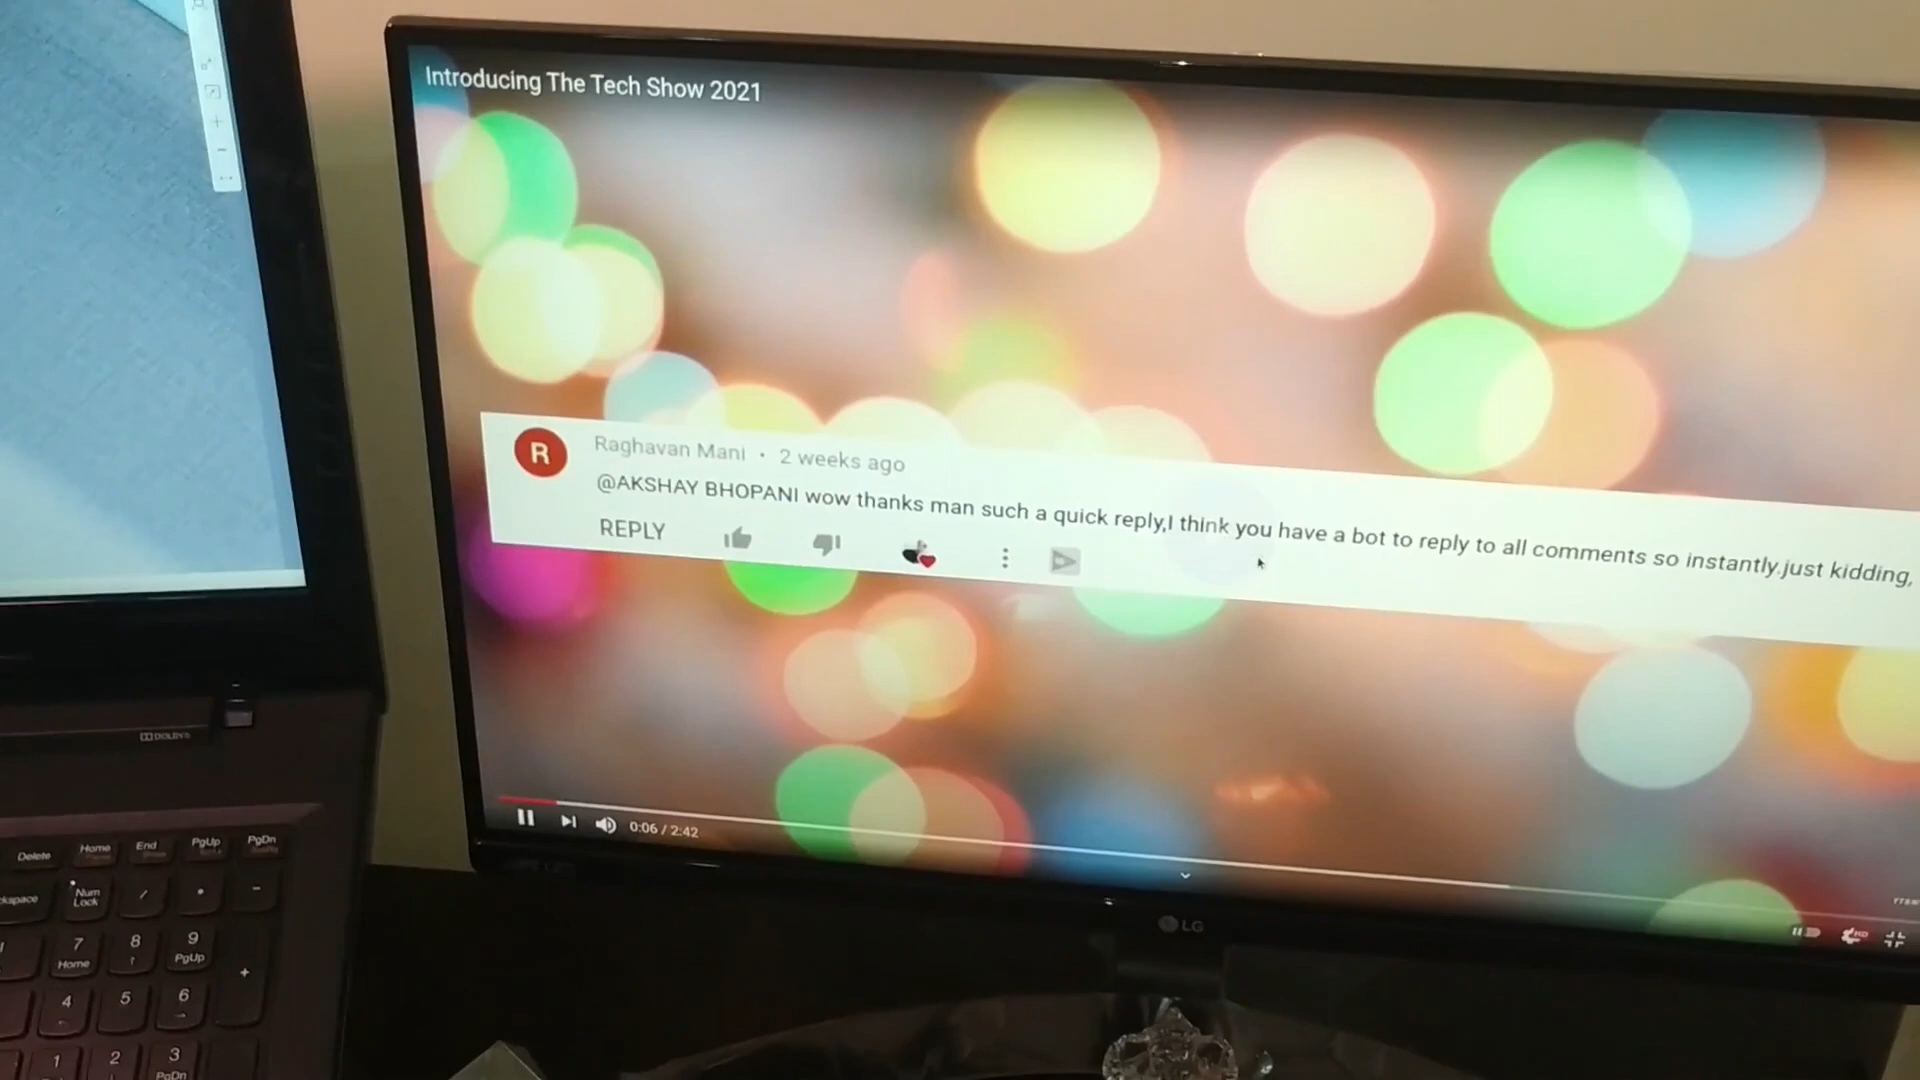 Introducing The Tech Show 2021
R
Raghavan Mani • 2 weeks ago
@AKSHAY BHOPANI wow thanks man such a quick reply,I think you have a bot to reply to all comments so instantly.just kidding,
REPLY
0:06 / 2:42
HD
LG
DOLBY
Delete
Home
End
PgUp
PgDn
Num
Lock
/
*
-
7
8
9
Home
PgUp
+
4
5
6
1
2
3
PgDn